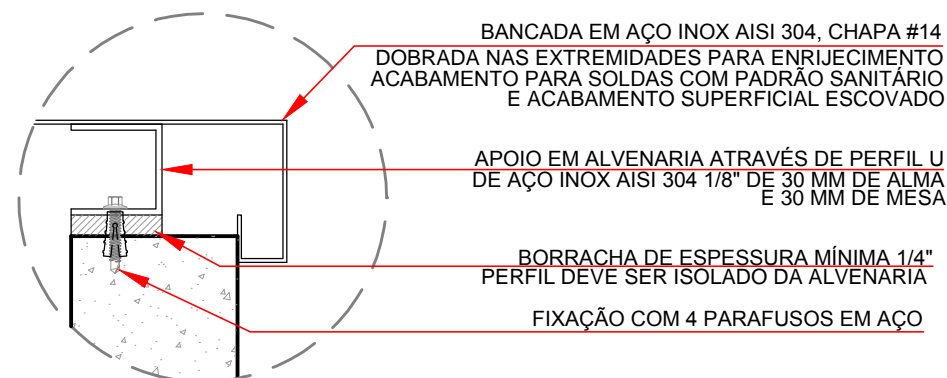 BANCADA EM AÇO INOX AISI 304, CHAPA #14
DOBRADA NAS EXTREMIDADES PARA ENRIJECIMENTO
ACABAMENTO PARA SOLDAS COM PADRÃO SANITÁRIO
E ACABAMENTO SUPERFICIAL ESCOVADO
APOIO EM ALVENARIA ATRAVÉS DE PERFIL U
DE AÇO INOX AISI 304 1/8" DE 30 MM DE ALMA
E 30 MM DE MESA
BORRACHA DE ESPESSURA MÍNIMA 1/4"
PERFIL DEVE SER ISOLADO DA ALVENARIA
FIXAÇÃO COM 4 PARAFUSOS EM AÇO